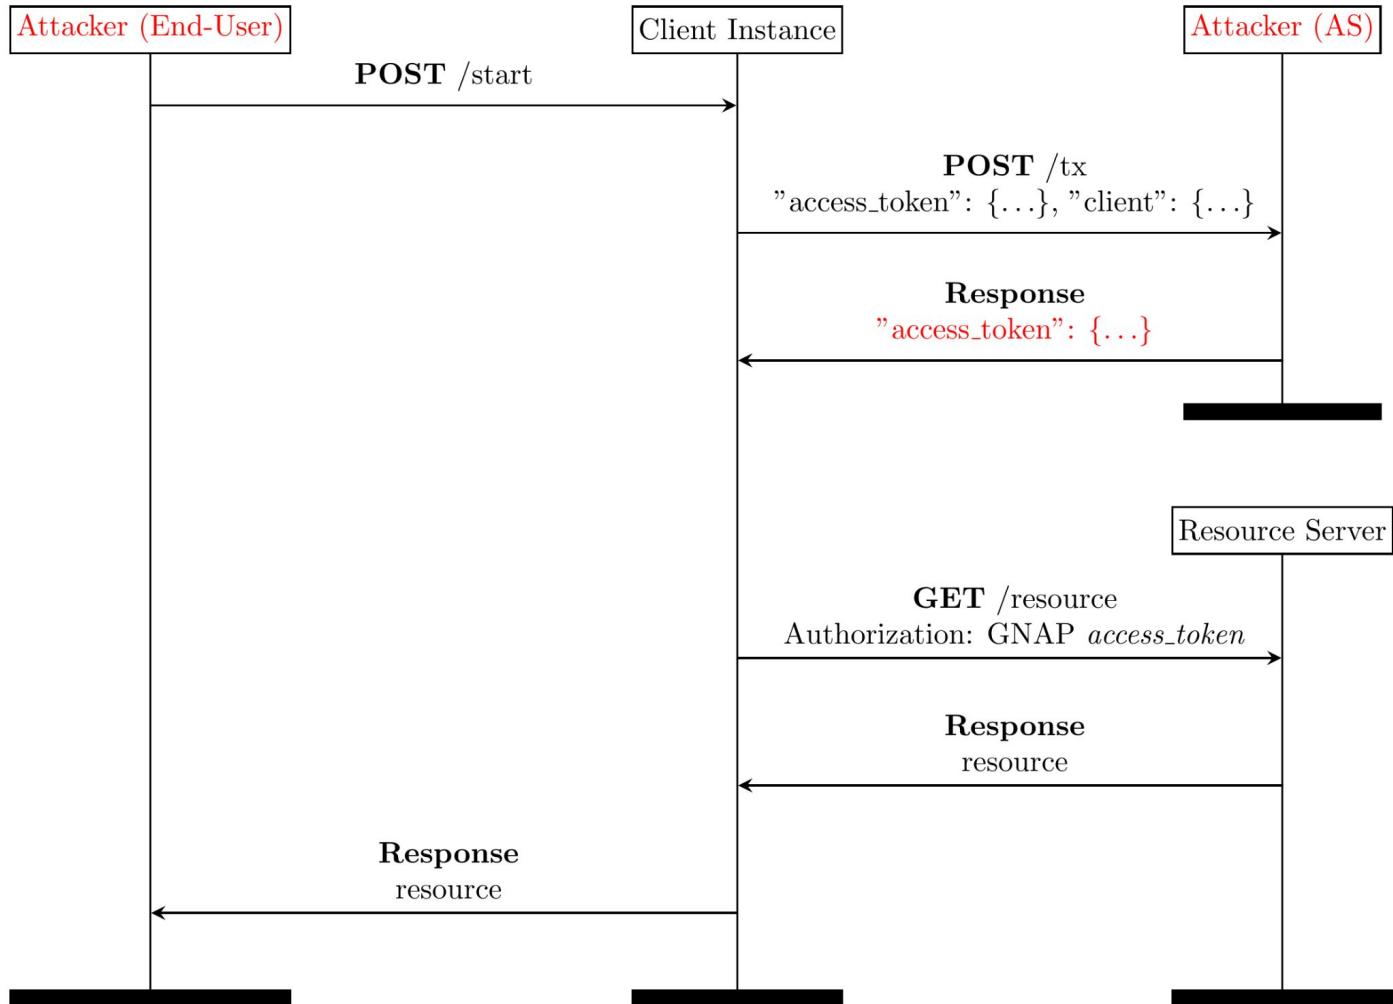 Attacker (End-User)
Client Instance
Attacker (AS)
POST /start
POST /tx
”access_token”: {...}, ”client”: {...}
Response
”access_token”: {...}
Resource Server
GET /resource
Authorization: GNAP access_token
Response
resource
Response
resource